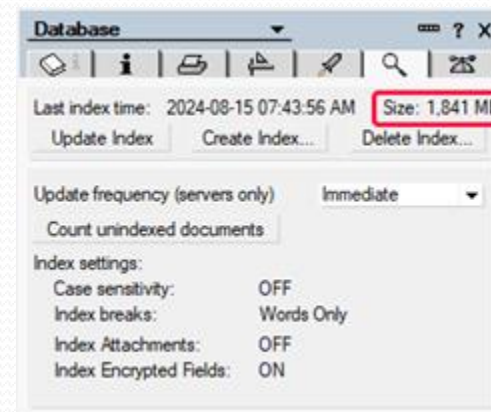 Database ? X
i
Last index time: 2024-08-15 07:43:56 AM Size: 1,841 M
Update Index Create Index... Delete Index...
Update frequency (servers only) Immediate
Count unindexed documents
Index settings:
Case sensitivity: OFF
Index breaks: Words Only
Index Attachments: OFF
Index Encrypted Fields: ON